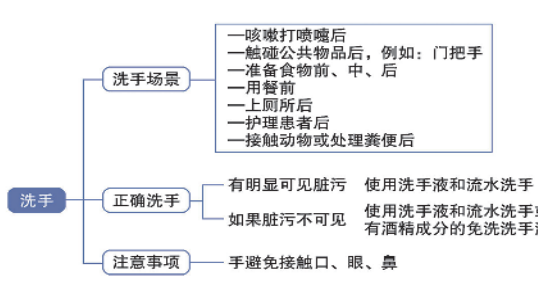 洗手
洗手场景
—咳嗽打喷嚏后
—触碰公共物品后，例如：门把手
—准备食物前、中、后
—用餐前
—上厕所后
—护理患者后
—接触动物或处理粪便后
正确洗手
有明显可见脏污 使用洗手液和流水洗手
如果脏污不可见
使用洗手液和流水洗手
有酒精成分的免洗洗手
注意事项
手避免接触口、眼、鼻